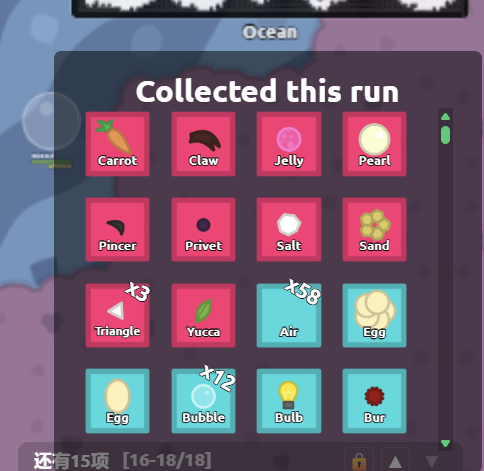 Ocean
Collected this run
Carrot Claw Jelly Pearl
Pincer Privet Salt Sand
x3 x58
Triangle Yucca Air Egg
x12
Egg Bubble Bulb Bur
还有15项 [16-18/18]